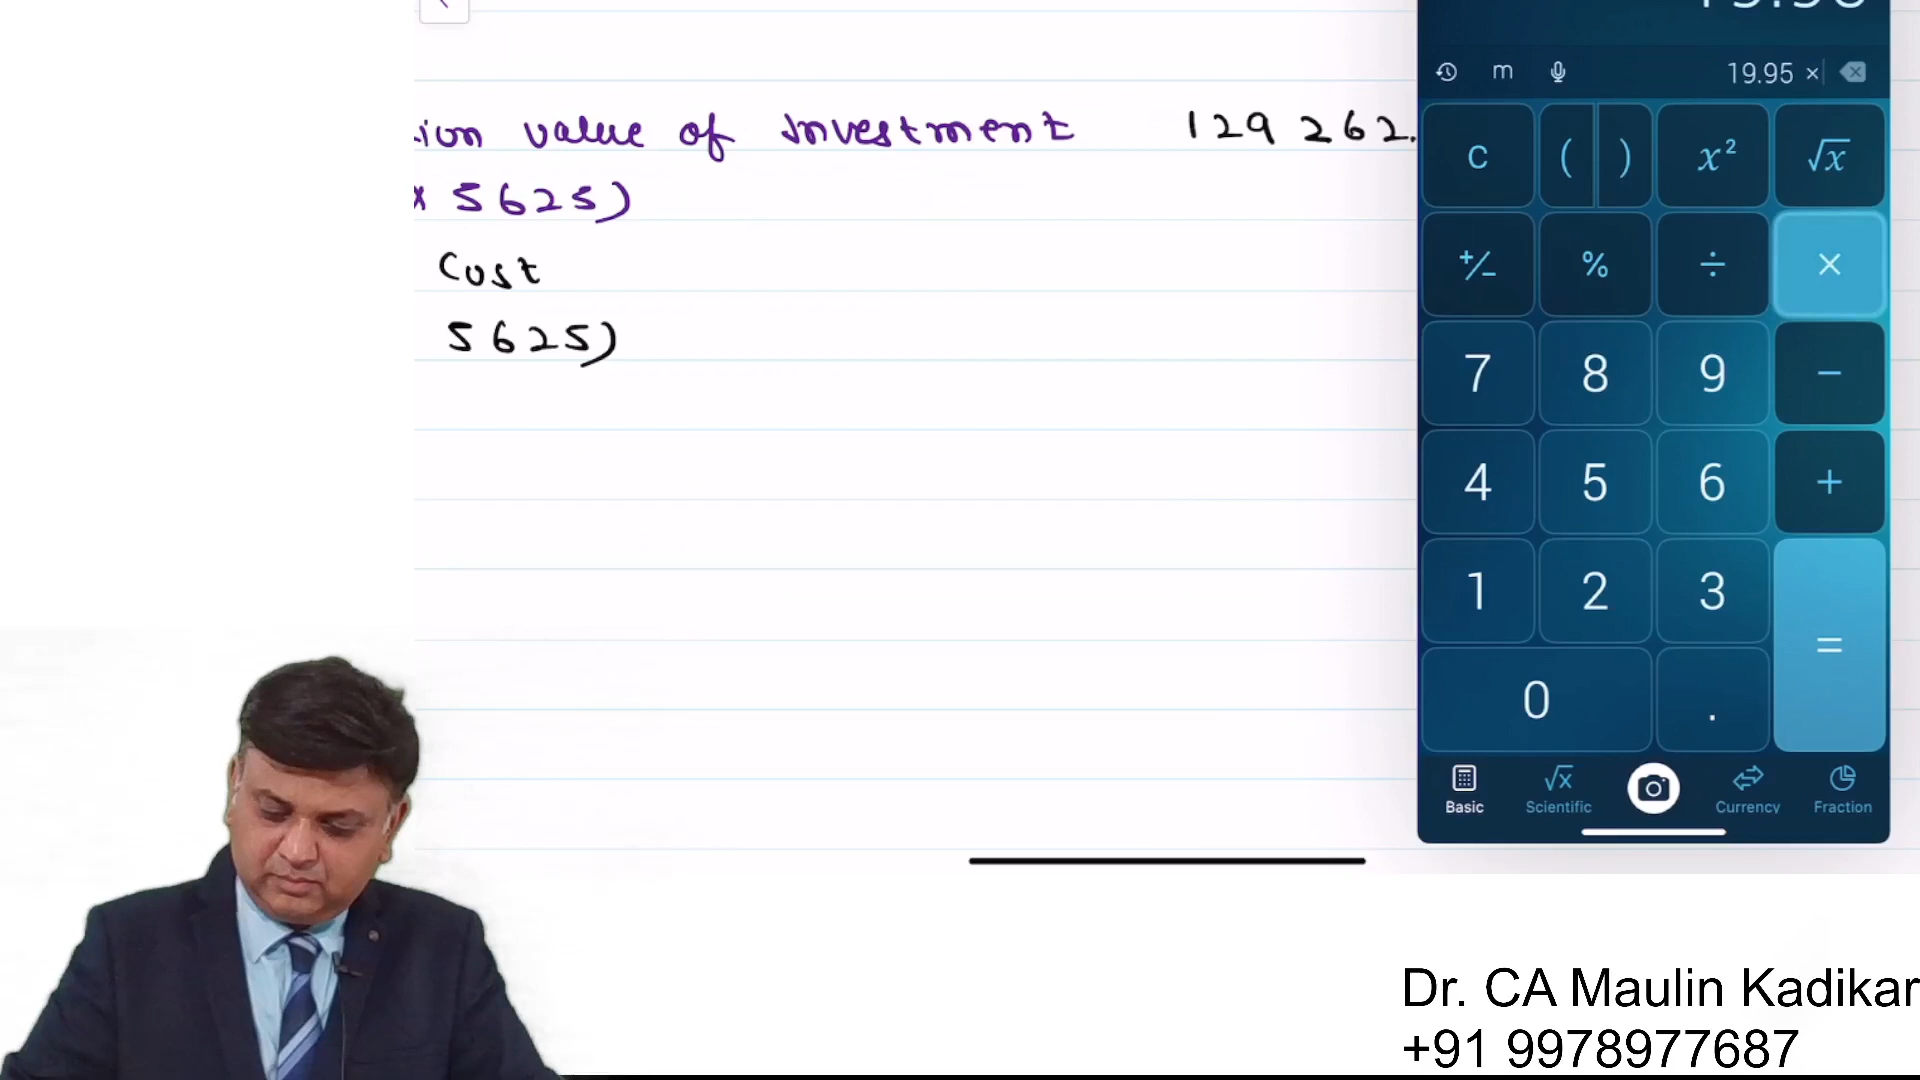 19.95 ×
m
ion value of Investment 129 262.
x 5625)
Cost
5625)
C ( ) x² √x
+/− % ÷ ×
7 8 9 −
4 5 6 +
1 2 3 =
0 .
√x
Basic Scientific Currency Fraction
Dr. CA Maulin Kadikar
+91 9978977687